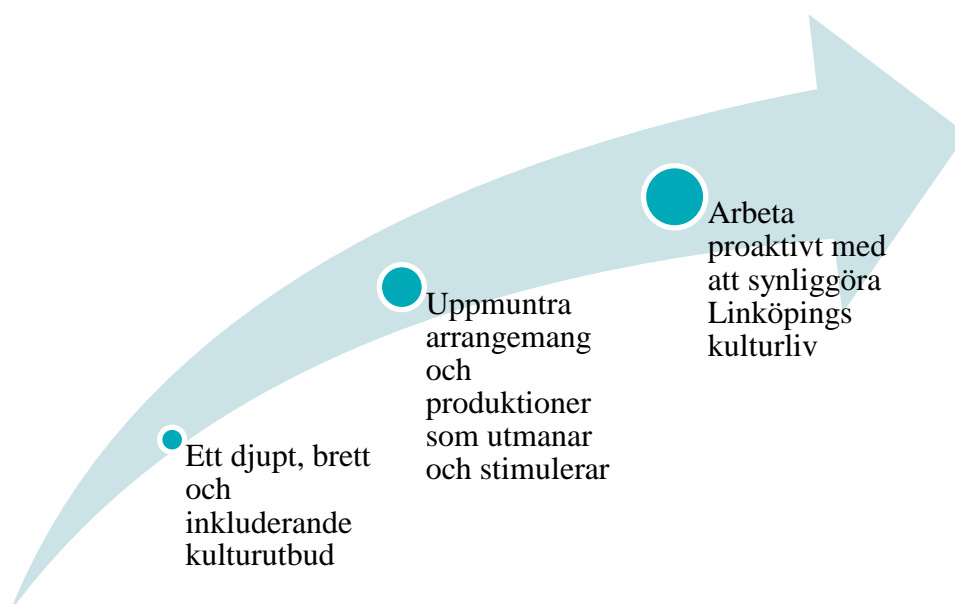 Ett djupt, brett
och
inkluderande
kulturutbud
Uppmuntra
arrangemang
och
produktioner
som utmanar
och stimulerar
Arbeta
proaktivt med
att synliggöra
Linköpings
kulturliv